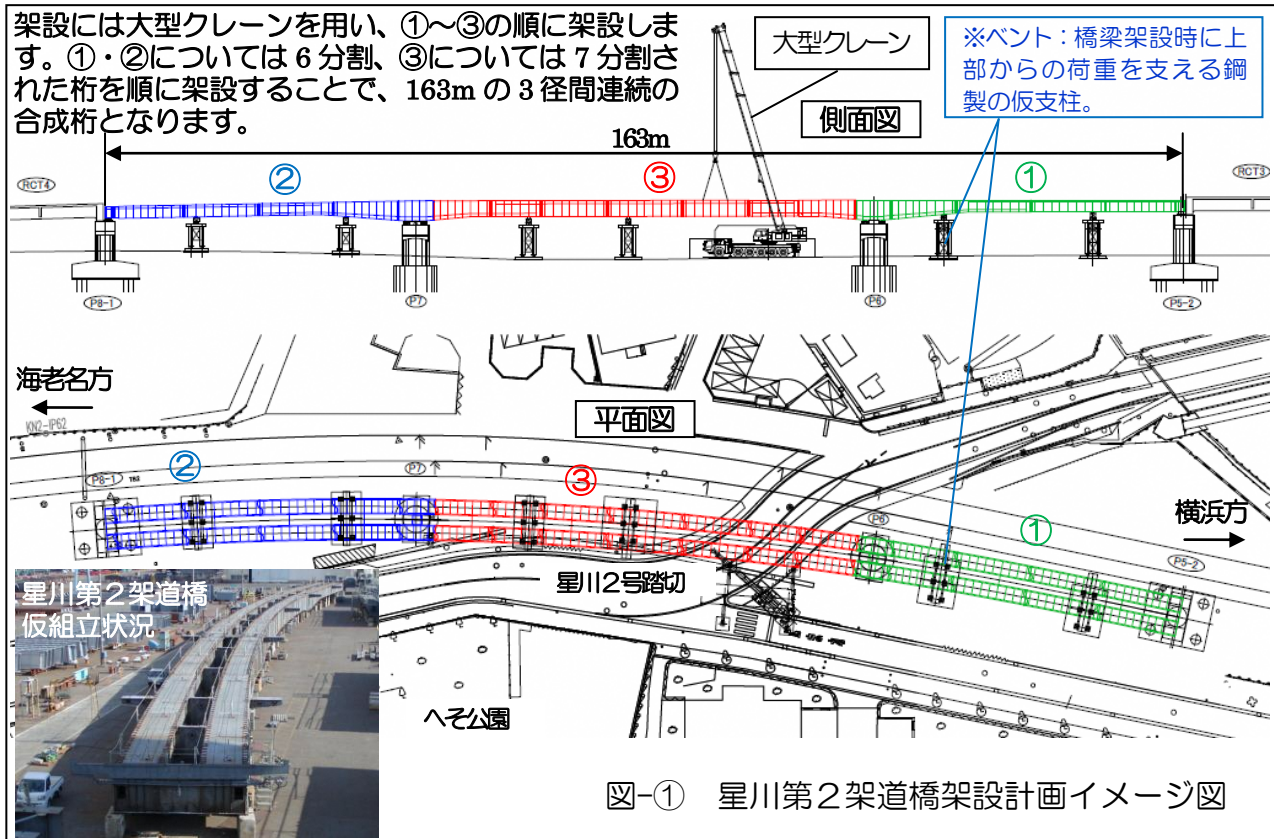 架設には大型クレーンを用い、①～③の順に架設しま
す。①・②については6分割、③については7分割さ
れた桁を順に架設することで、163mの3径間連続の
合成桁となります。
大型クレーン
※ベント：橋梁架設時に上
部からの荷重を支える鋼
製の仮支柱。
側面図
163m
RCT4
②
③
①
RCT3
P8-1
P7
P6
P5-2
海老名方
KN2-IP62
平面図
②
P8-1
P7
③
P6
①
横浜方
P5-2
星川2号踏切
星川第2架道橋
仮組立状況
へそ公園
図-① 星川第2架道橋架設計画イメージ図